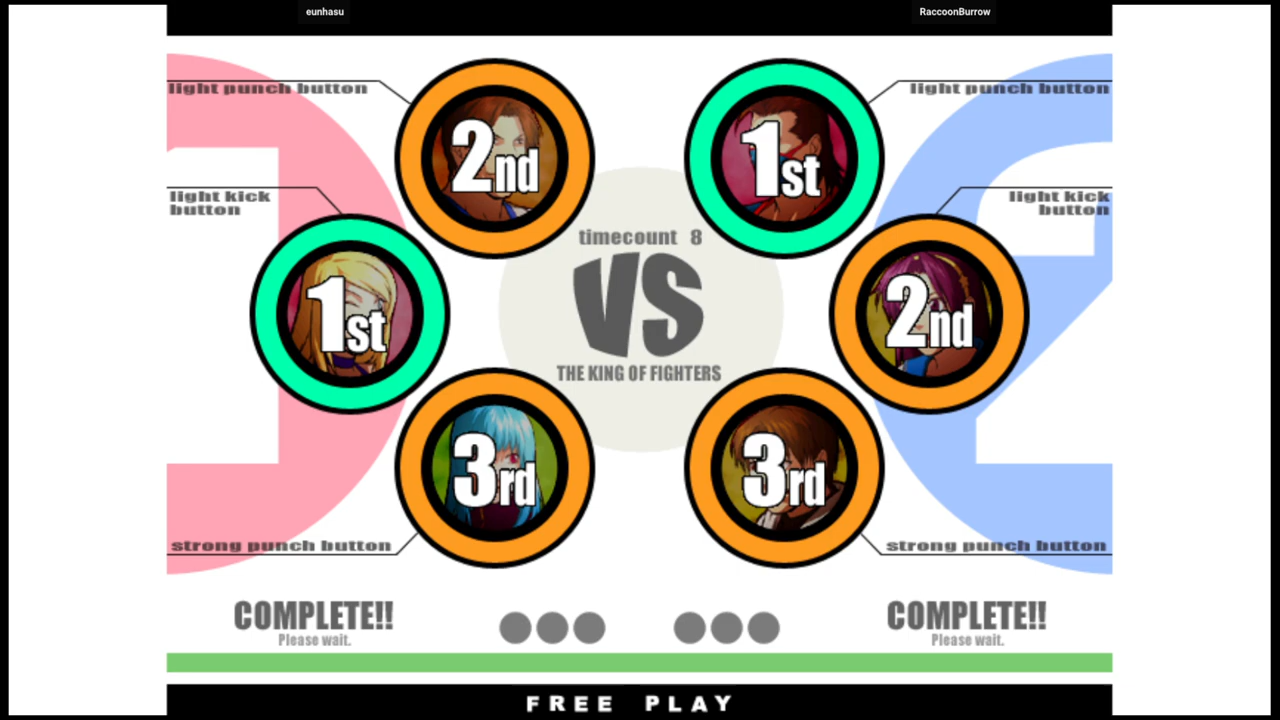 eunhasu
RaccoonBurrow
light punch button
2nd
1st
light punch button
light kick
button
light kick
button
timecount 8
1st
VS
2nd
THE KING OF FIGHTERS
3rd
3rd
strong punch button
strong punch button
COMPLETE!!
Please wait.
COMPLETE!!
Please wait.
FREE PLAY